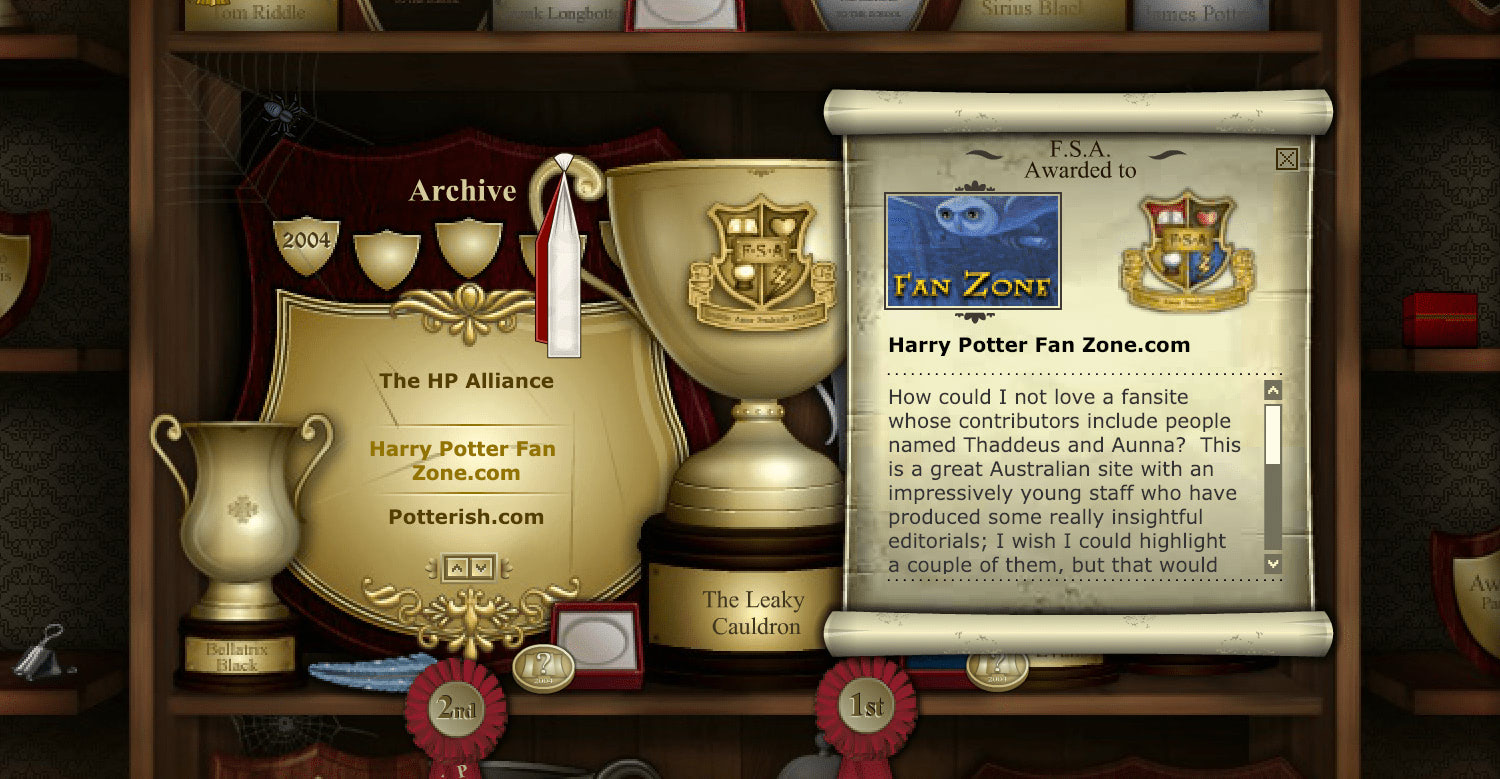 Tom Riddle
Sirius Black
James Pott
F.S.A.
Awarded to
Archive
2004
F·S·A
FAN ZONE
F·S·A
Harry Potter Fan Zone.com
How could I not love a fansite
whose contributors include people
named Thaddeus and Aunna?  This
is a great Australian site with an
impressively young staff who have
produced some really insightful
editorials; I wish I could highlight
a couple of them, but that would
The HP Alliance
Harry Potter Fan
Zone.com
Potterish.com
The Leaky
Cauldron
Bellatrix
Black
?
2004
?
2004
2nd
1st
P